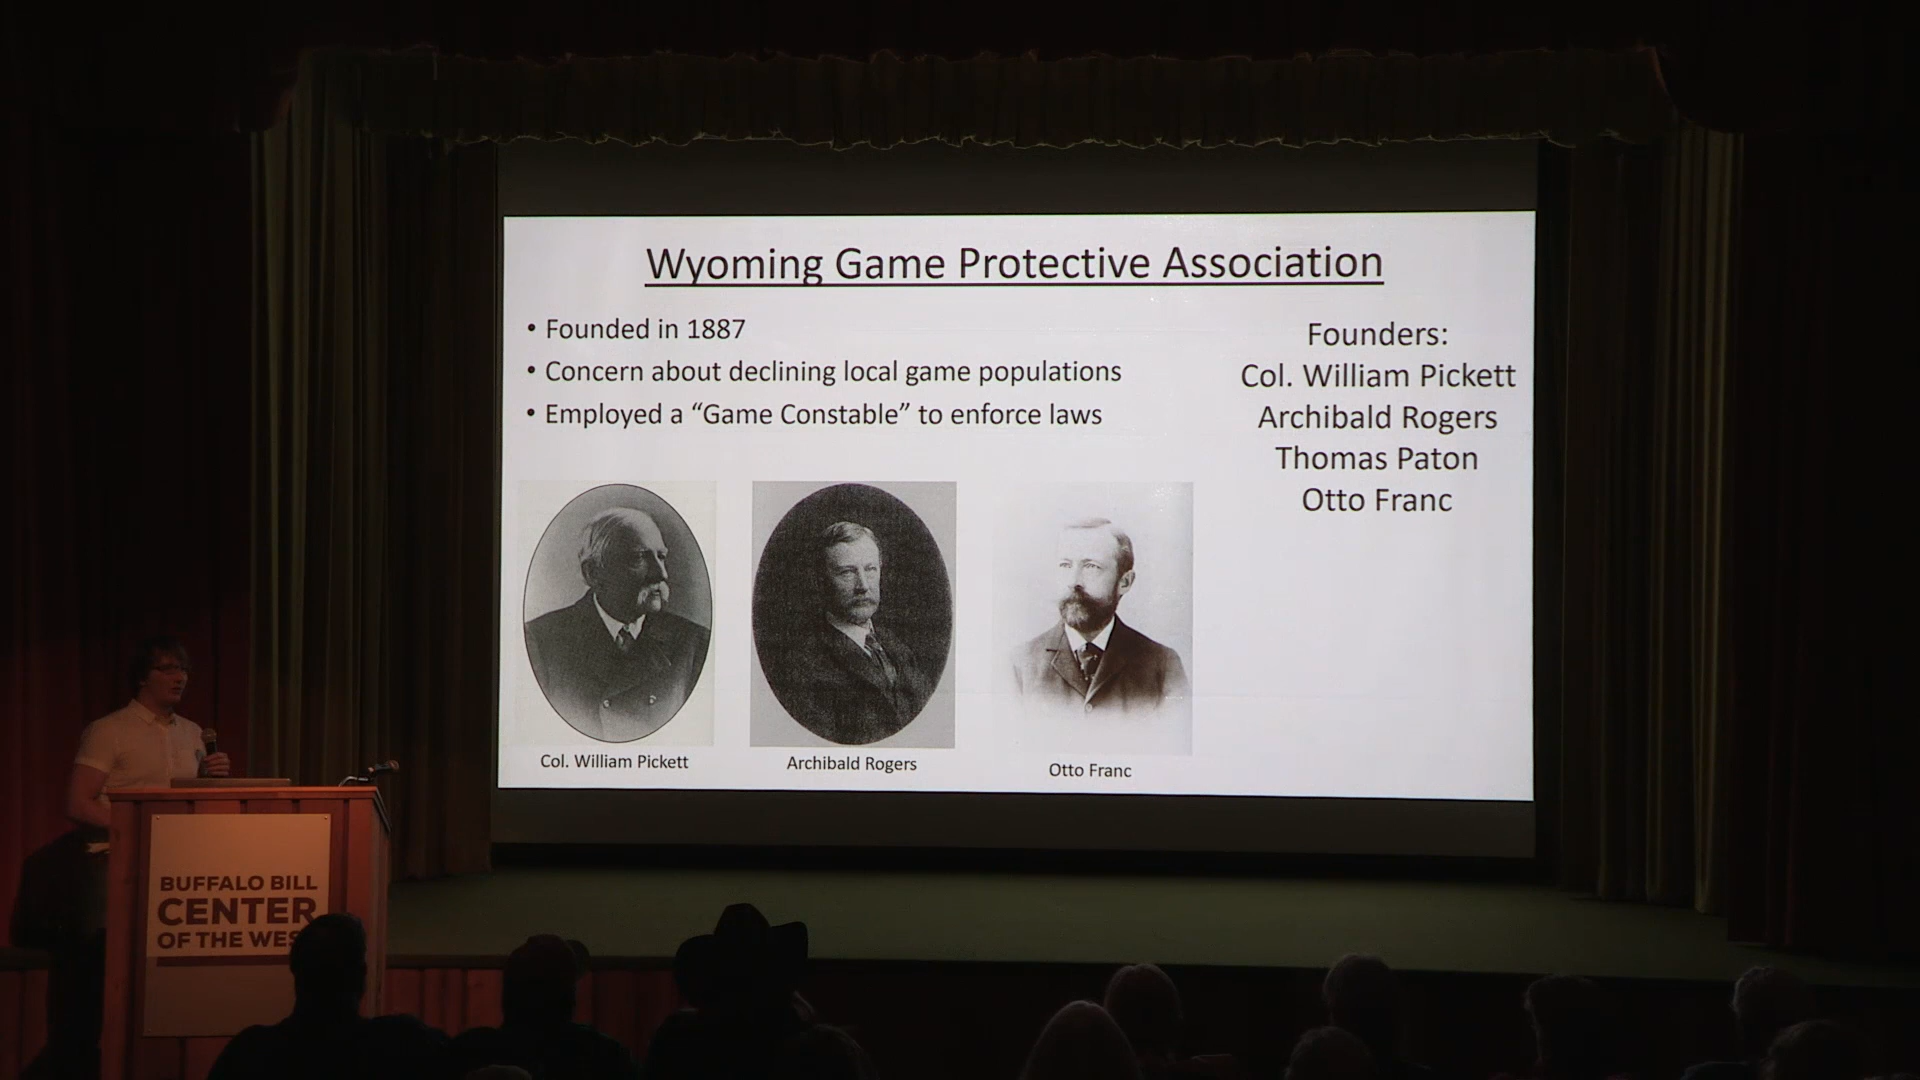 Wyoming Game Protective Association
• Founded in 1887
• Concern about declining local game populations
• Employed a “Game Constable” to enforce laws
Founders:
Col. William Pickett
Archibald Rogers
Thomas Paton
Otto Franc
Col. William Pickett
Archibald Rogers
Otto Franc
BUFFALO BILL
CENTER
OF THE WES